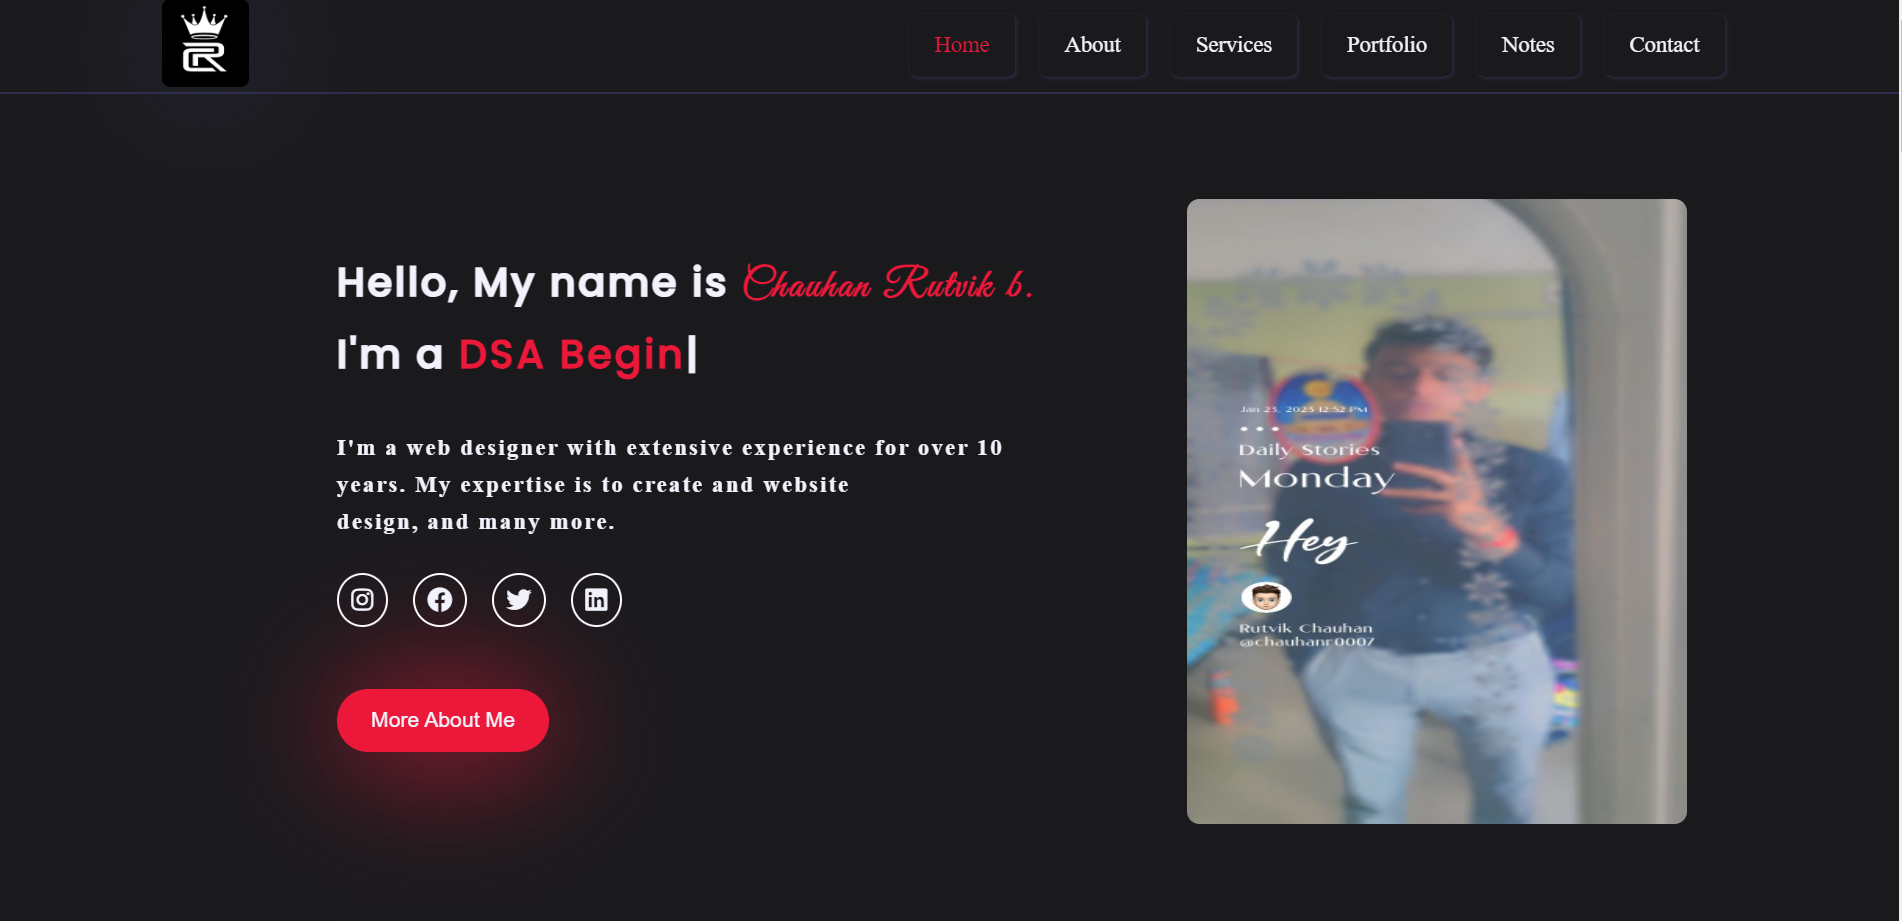 Home About Services Portfolio Notes Contact
Hello, My name is Chauhan Rutvik b.
I'm a DSA Begin|
I'm a web designer with extensive experience for over 10
years. My expertise is to create and website
design, and many more.
More About Me
Jan 23, 2023 12:52 PM
•••
Daily Stories
Monday
Hey
Rutvik Chauhan
@chauhanr0007